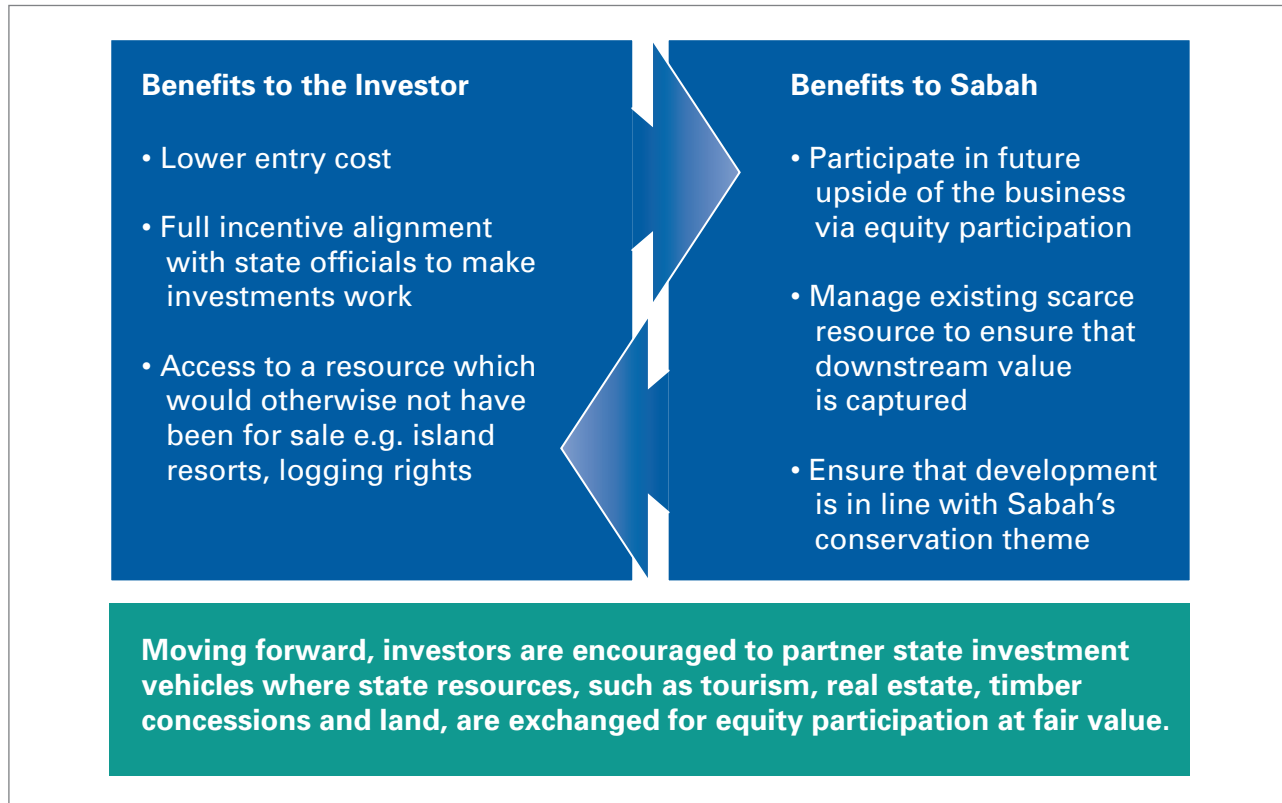 Benefits to the Investor
• Lower entry cost
• Full incentive alignment
with state officials to make
investments work
• Access to a resource which
would otherwise not have
been for sale e.g. island
resorts, logging rights
Benefits to Sabah
• Participate in future
upside of the business
via equity participation
• Manage existing scarce
resource to ensure that
downstream value
is captured
• Ensure that development
is in line with Sabah’s
conservation theme
Moving forward, investors are encouraged to partner state investment
vehicles where state resources, such as tourism, real estate, timber
concessions and land, are exchanged for equity participation at fair value.